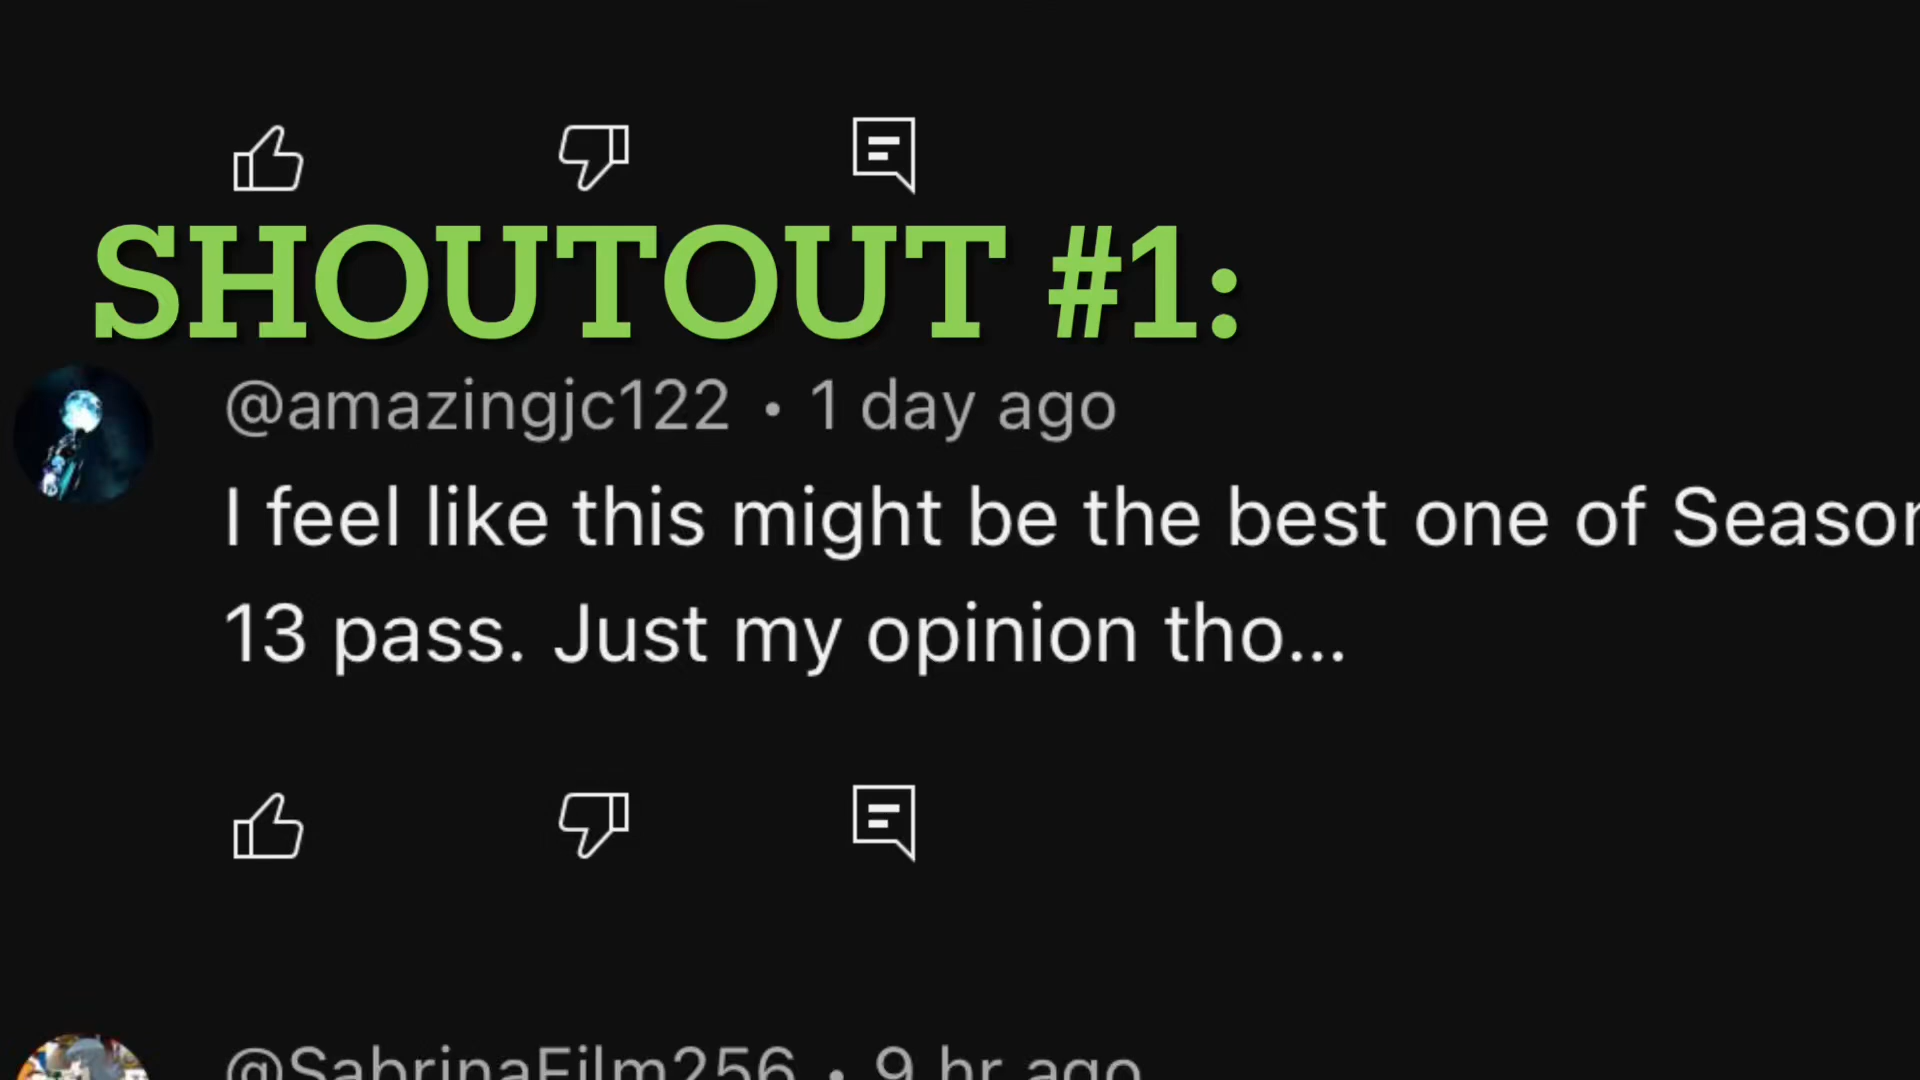 SHOUTOUT #1:
@amazingjc122 • 1 day ago
I feel like this might be the best one of Season
13 pass. Just my opinion tho...
@SabrinaFilm256 • 9 hr ago